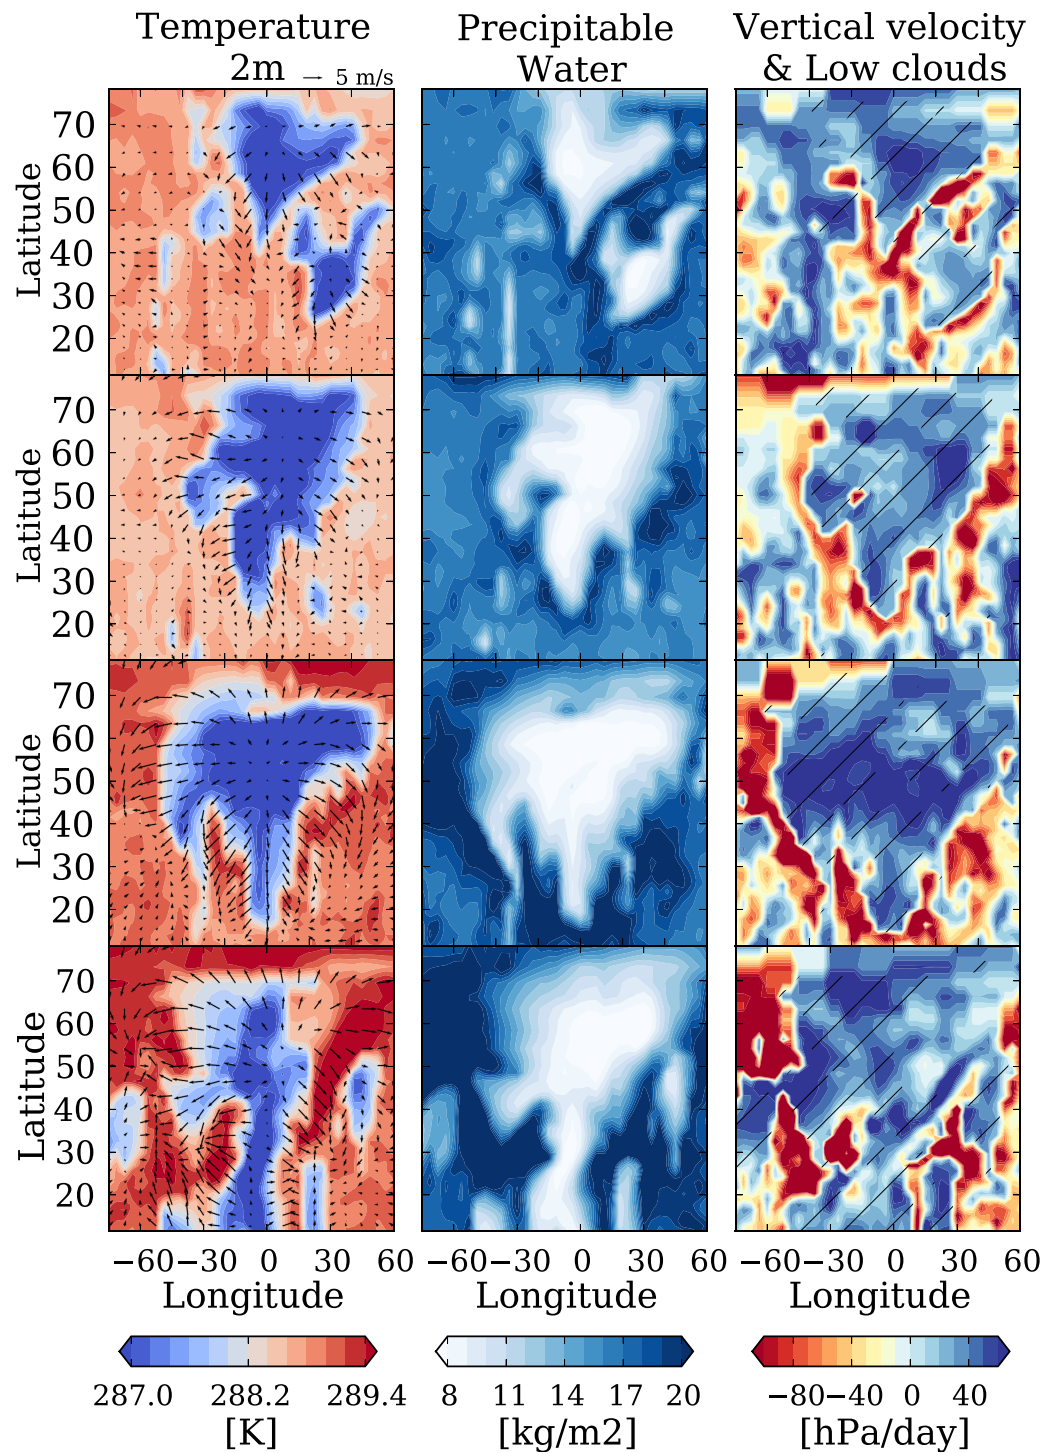 Temperature
2m → 5 m/s
Precipitable
Water
Vertical velocity
& Low clouds
Latitude
70
60
50
40
30
20
Latitude
70
60
50
40
30
20
Latitude
70
60
50
40
30
20
Latitude
70
60
50
40
30
20
−60 −30 0 30 60
Longitude
−60 −30 0 30 60
Longitude
−60 −30 0 30 60
Longitude
287.0 288.2 289.4
[K]
8 11 14 17 20
[kg/m2]
−80 −40 0 40
[hPa/day]